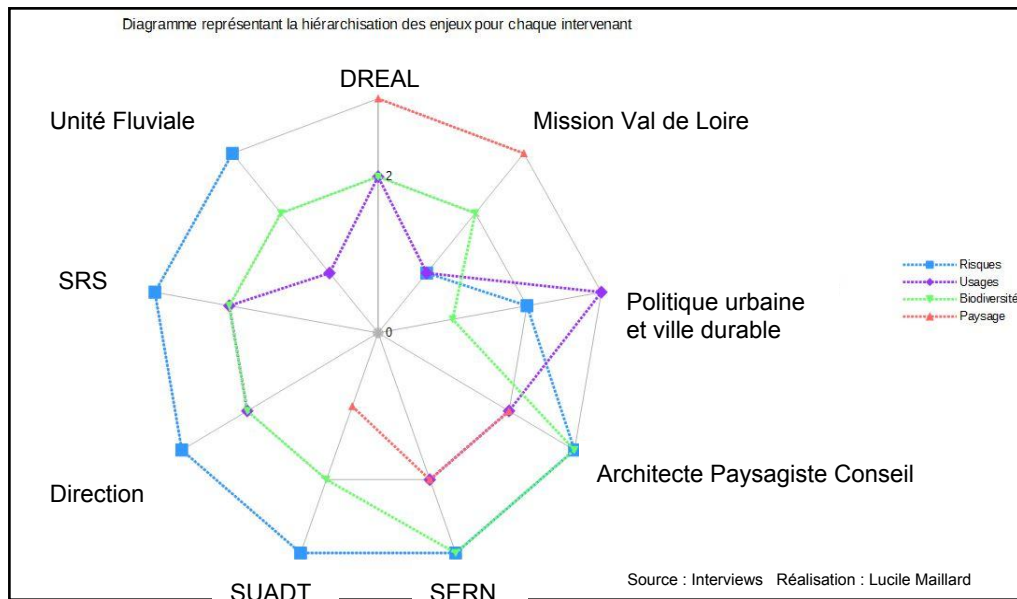 Diagramme représentant la hiérarchisation des enjeux pour chaque intervenant
DREAL
Unité Fluviale
Mission Val de Loire
2
Risques
Usages
Biodiversité
Paysage
SRS
Politique urbaine
et ville durable
0
Architecte Paysagiste Conseil
Direction
SUADT
SERN
Source : Interviews Réalisation : Lucile Maillard